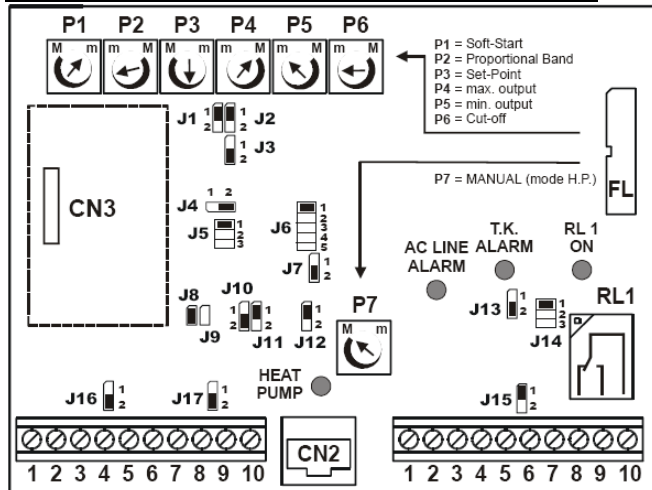 P1 P2 P3 P4 P5 P6
M m m M M m m M M m m M
P1 = Soft-Start
P2 = Proportional Band
P3 = Set-Point
P4 = max. output
P5 = min. output
P6 = Cut-off
J1 1 2 1 2 J2
1 2 J3
P7 = MANUAL (mode H.P.)
FL
CN3
1 2
J4
J5 1 2 3
J6 1 2 3 4 5
J7 1 2
AC LINE
ALARM
T.K.
ALARM
RL 1
ON
J8
J9
J10
1 2 1 2
J11
1 2
J12
P7
M m
J13 1 2
1 2 3
J14
RL1
HEAT
PUMP
J16 1 2
J17 1 2
J15 1 2
CN2
1 2 3 4 5 6 7 8 9 10
1 2 3 4 5 6 7 8 9 10